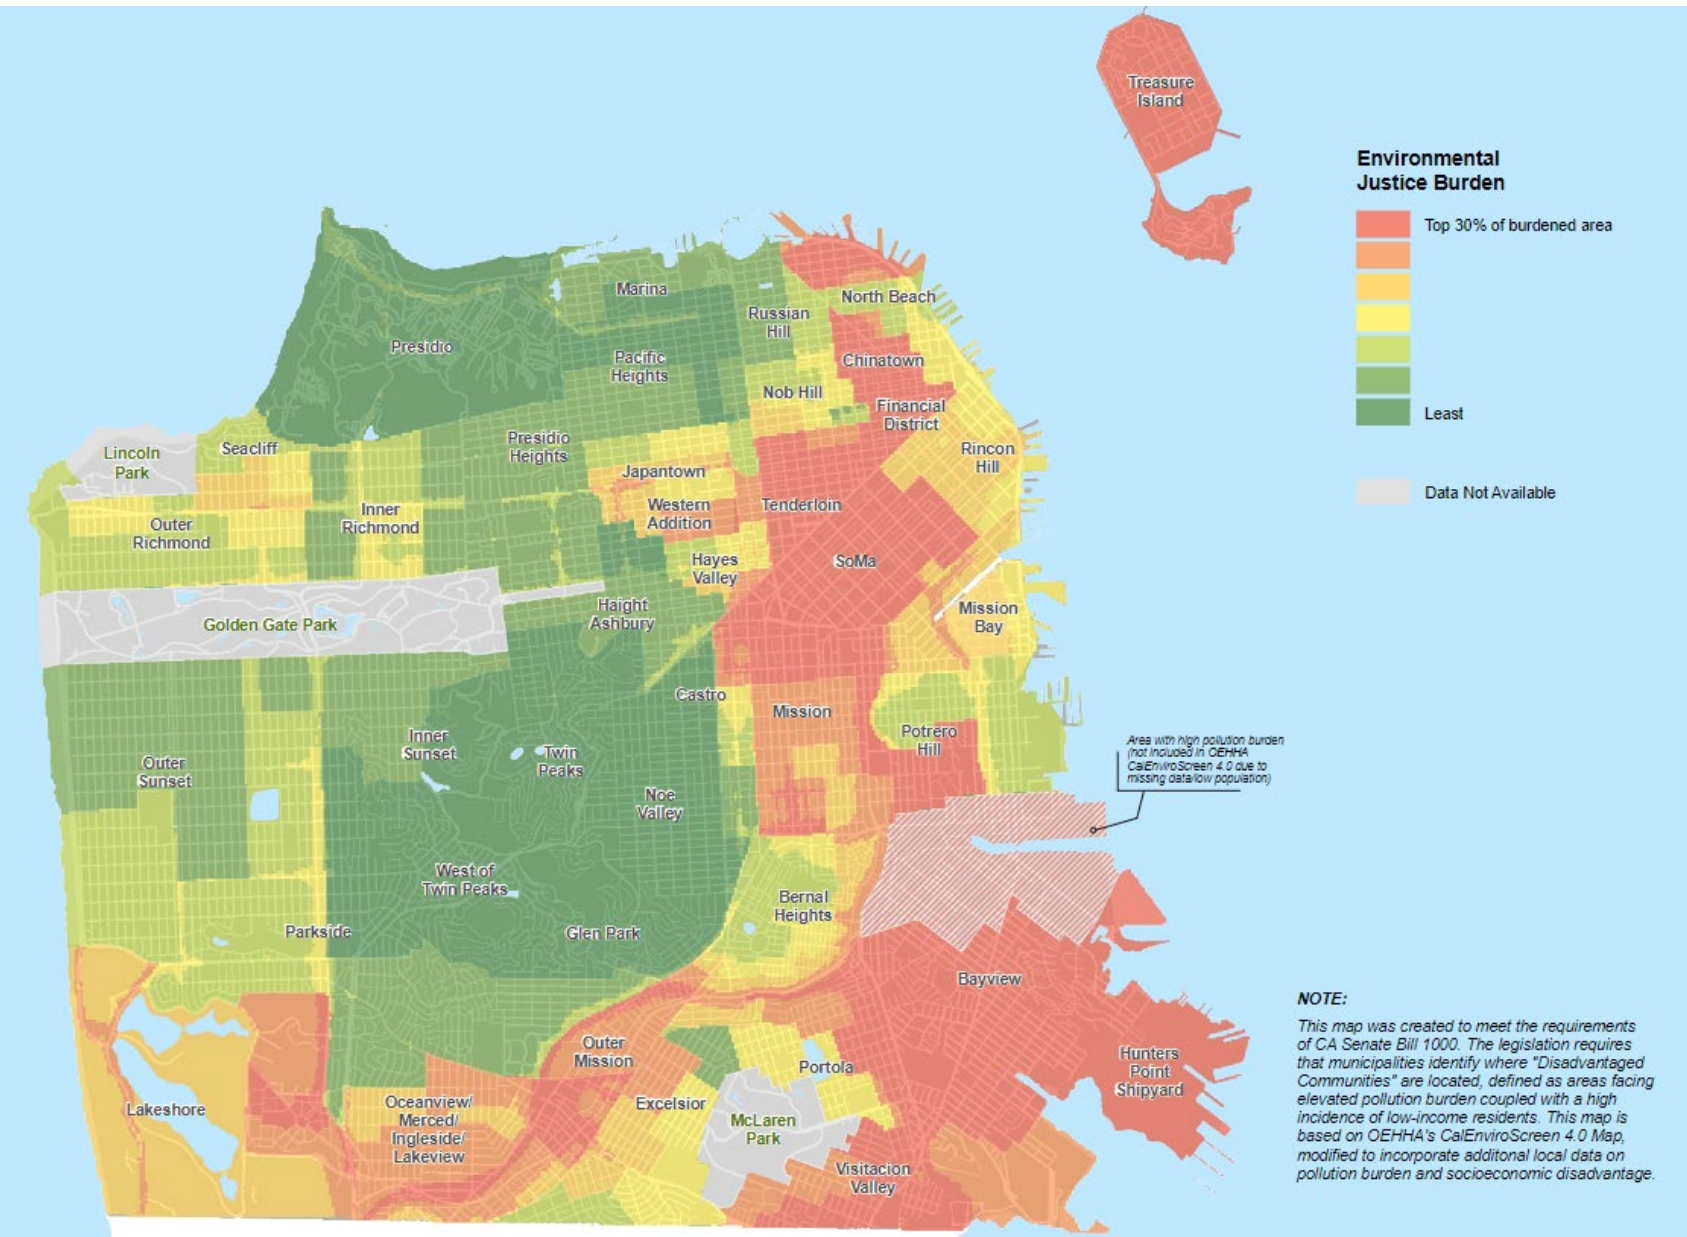 Treasure
Island
Environmental
Justice Burden
Top 30% of burdened area
Least
Data Not Available
Marina
North Beach
Russian
Hill
Presidio
Pacific
Heights
Chinatown
Nob Hill
Financial
District
Presidio
Heights
Seacliff
Lincoln
Park
Rincon
Hill
Japantown
Western
Addition
Tenderloin
Inner
Richmond
Outer
Richmond
Hayes
Valley
SoMa
Haight
Ashbury
Mission
Bay
Golden Gate Park
Castro
Mission
Potrero
Hill
Inner
Sunset
Twin
Peaks
Outer
Sunset
Noe
Valley
Area with high pollution burden
(not included in OEHHA
CalEnviroScreen 4.0 due to
missing data/low population)
West of
Twin Peaks
Bernal
Heights
Parkside
Glen Park
Bayview
Outer
Mission
Portola
Hunters
Point
Shipyard
Lakeshore
Oceanview/
Merced/
Ingleside/
Lakeview
Excelsior
McLaren
Park
Visitacion
Valley
NOTE:
This map was created to meet the requirements
of CA Senate Bill 1000. The legislation requires
that municipalities identify where "Disadvantaged
Communities" are located, defined as areas facing
elevated pollution burden coupled with a high
incidence of low-income residents. This map is
based on OEHHA's CalEnviroScreen 4.0 Map,
modified to incorporate additonal local data on
pollution burden and socioeconomic disadvantage.